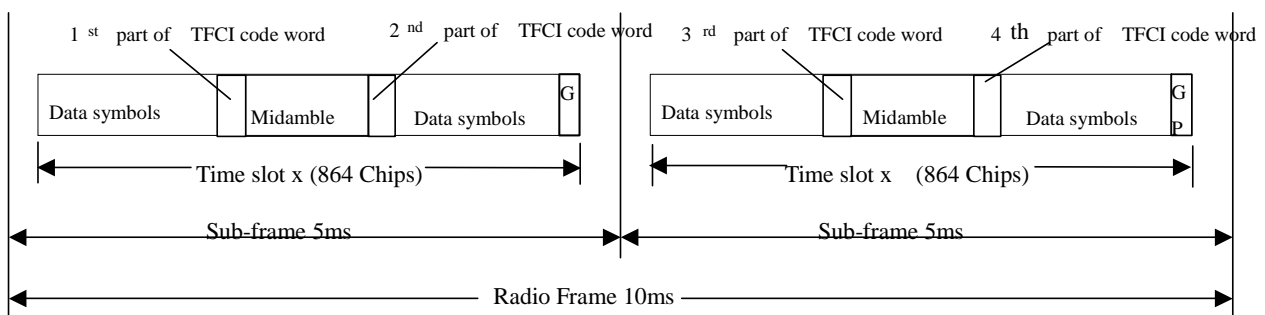 1 st part of TFCI code word 2 nd part of TFCI code word 3 rd part of TFCI code word 4 th part of TFCI code word
Data symbols Midamble Data symbols G Data symbols Midamble Data symbols G P
Time slot x (864 Chips) Time slot x (864 Chips)
Sub-frame 5ms Sub-frame 5ms
Radio Frame 10ms